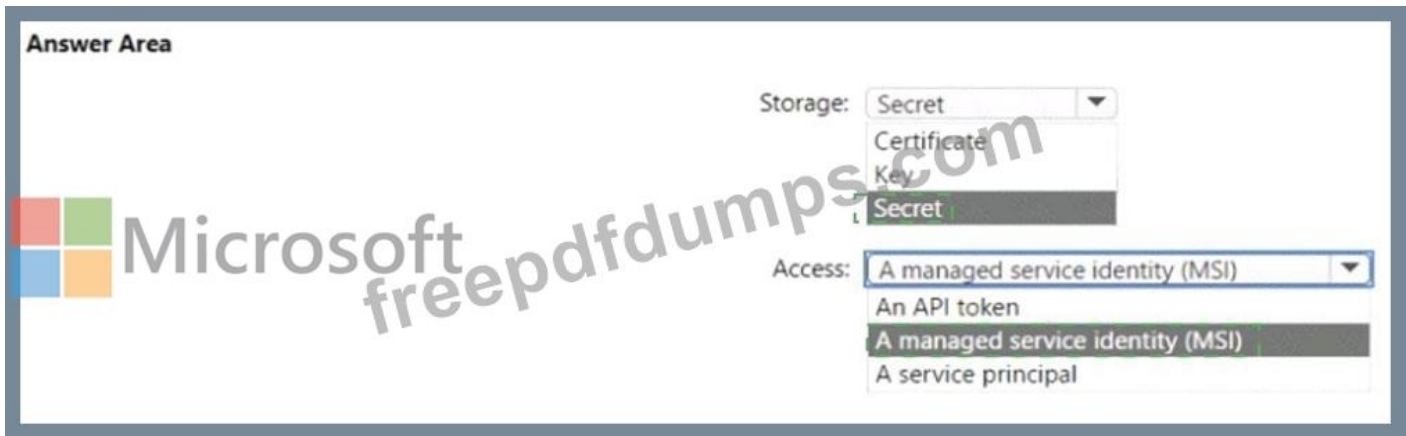 Answer Area
Storage: Secret
Certificate
Key
Secret
Microsoft
freepdfdumps.com
Access: A managed service identity (MSI)
An API token
A managed service identity (MSI)
A service principal